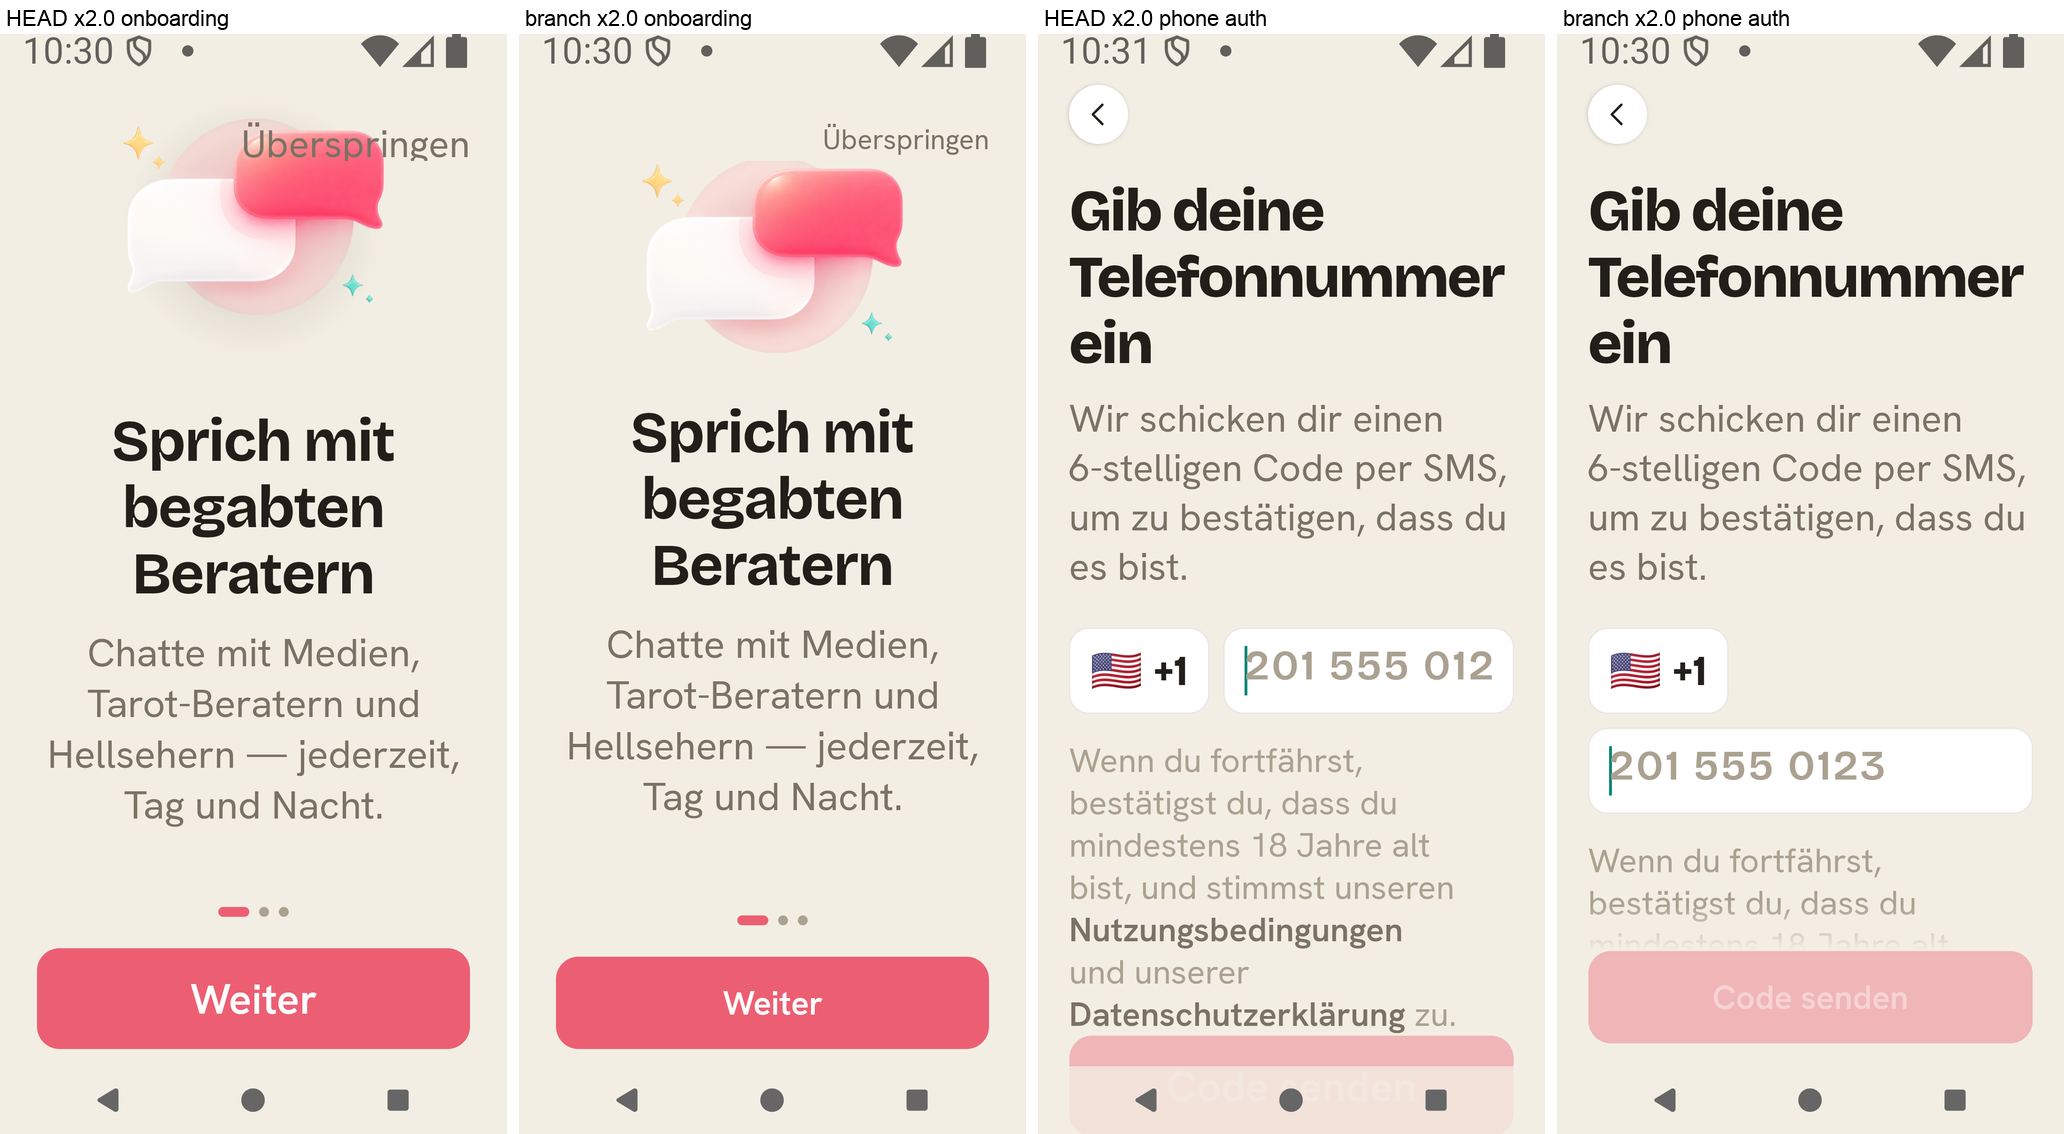 HEAD x2.0 onboarding
10:30
Überspringen
Sprich mit
begabten
Beratern
Chatte mit Medien,
Tarot-Beratern und
Hellsehern — jederzeit,
Tag und Nacht.
Weiter
branch x2.0 onboarding
10:30
Überspringen
Sprich mit
begabten
Beratern
Chatte mit Medien,
Tarot-Beratern und
Hellsehern — jederzeit,
Tag und Nacht.
Weiter
HEAD x2.0 phone auth
10:31
Gib deine
Telefonnummer
ein
Wir schicken dir einen
6-stelligen Code per SMS,
um zu bestätigen, dass du
es bist.
+1 201 555 012
Wenn du fortfährst,
bestätigst du, dass du
mindestens 18 Jahre alt
bist, und stimmst unseren
Nutzungsbedingungen
und unserer
Datenschutzerklärung zu.
Code senden
branch x2.0 phone auth
10:30
Gib deine
Telefonnummer
ein
Wir schicken dir einen
6-stelligen Code per SMS,
um zu bestätigen, dass du
es bist.
+1
201 555 0123
Wenn du fortfährst,
bestätigst du, dass du
mindestens 18 Jahre alt
Code senden